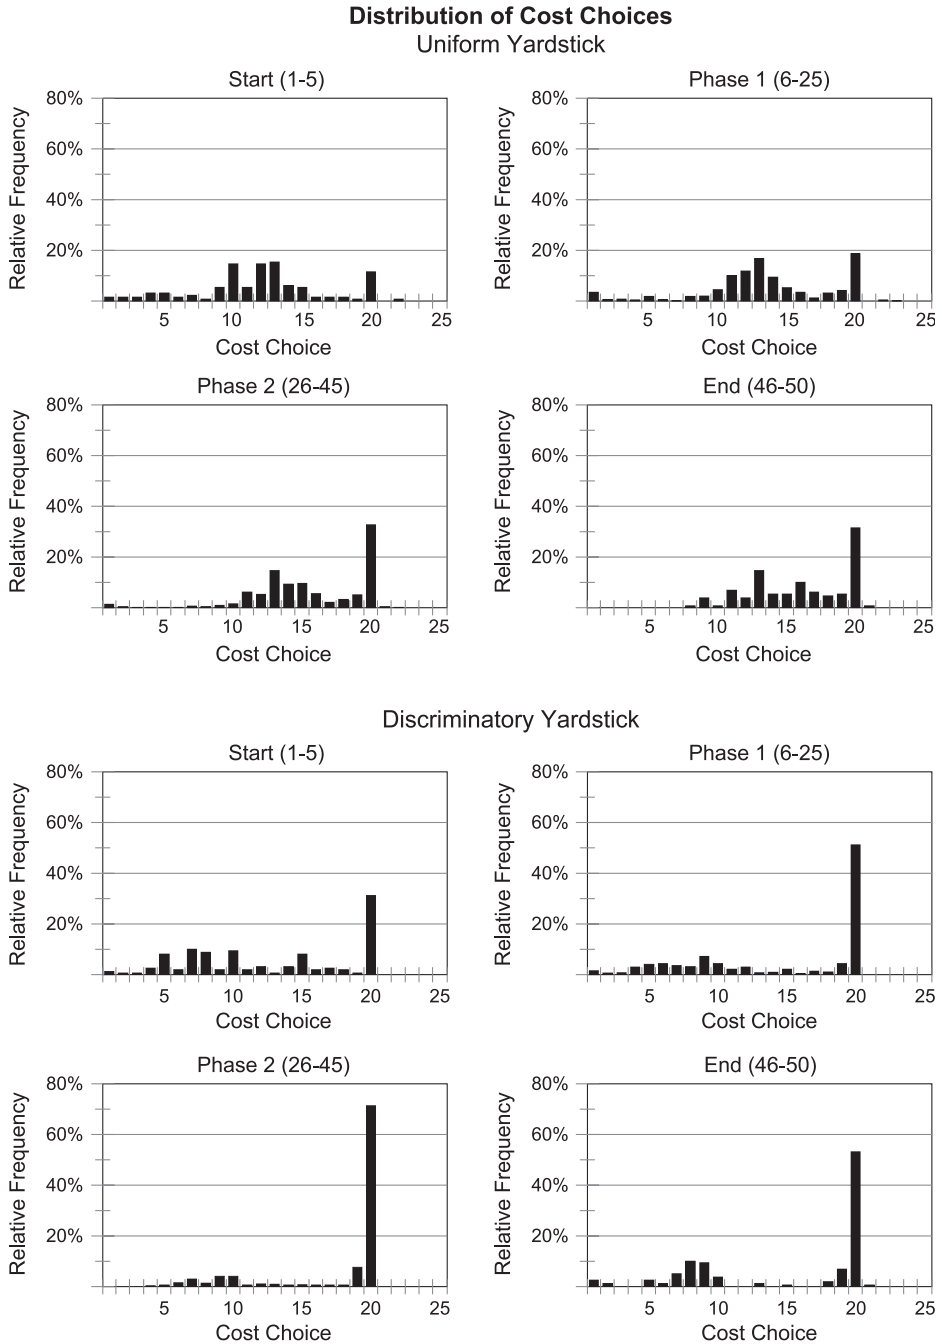 Distribution of Cost Choices
Uniform Yardstick
Start (1-5)
80%
60%
40%
20%
Relative Frequency
5 10 15 20 25
Cost Choice
Phase 1 (6-25)
80%
60%
40%
20%
Relative Frequency
5 10 15 20 25
Cost Choice
Phase 2 (26-45)
80%
60%
40%
20%
Relative Frequency
5 10 15 20 25
Cost Choice
End (46-50)
80%
60%
40%
20%
Relative Frequency
5 10 15 20 25
Cost Choice
Discriminatory Yardstick
Start (1-5)
80%
60%
40%
20%
Relative Frequency
5 10 15 20 25
Cost Choice
Phase 1 (6-25)
80%
60%
40%
20%
Relative Frequency
5 10 15 20 25
Cost Choice
Phase 2 (26-45)
80%
60%
40%
20%
Relative Frequency
5 10 15 20 25
Cost Choice
End (46-50)
80%
60%
40%
20%
Relative Frequency
5 10 15 20 25
Cost Choice